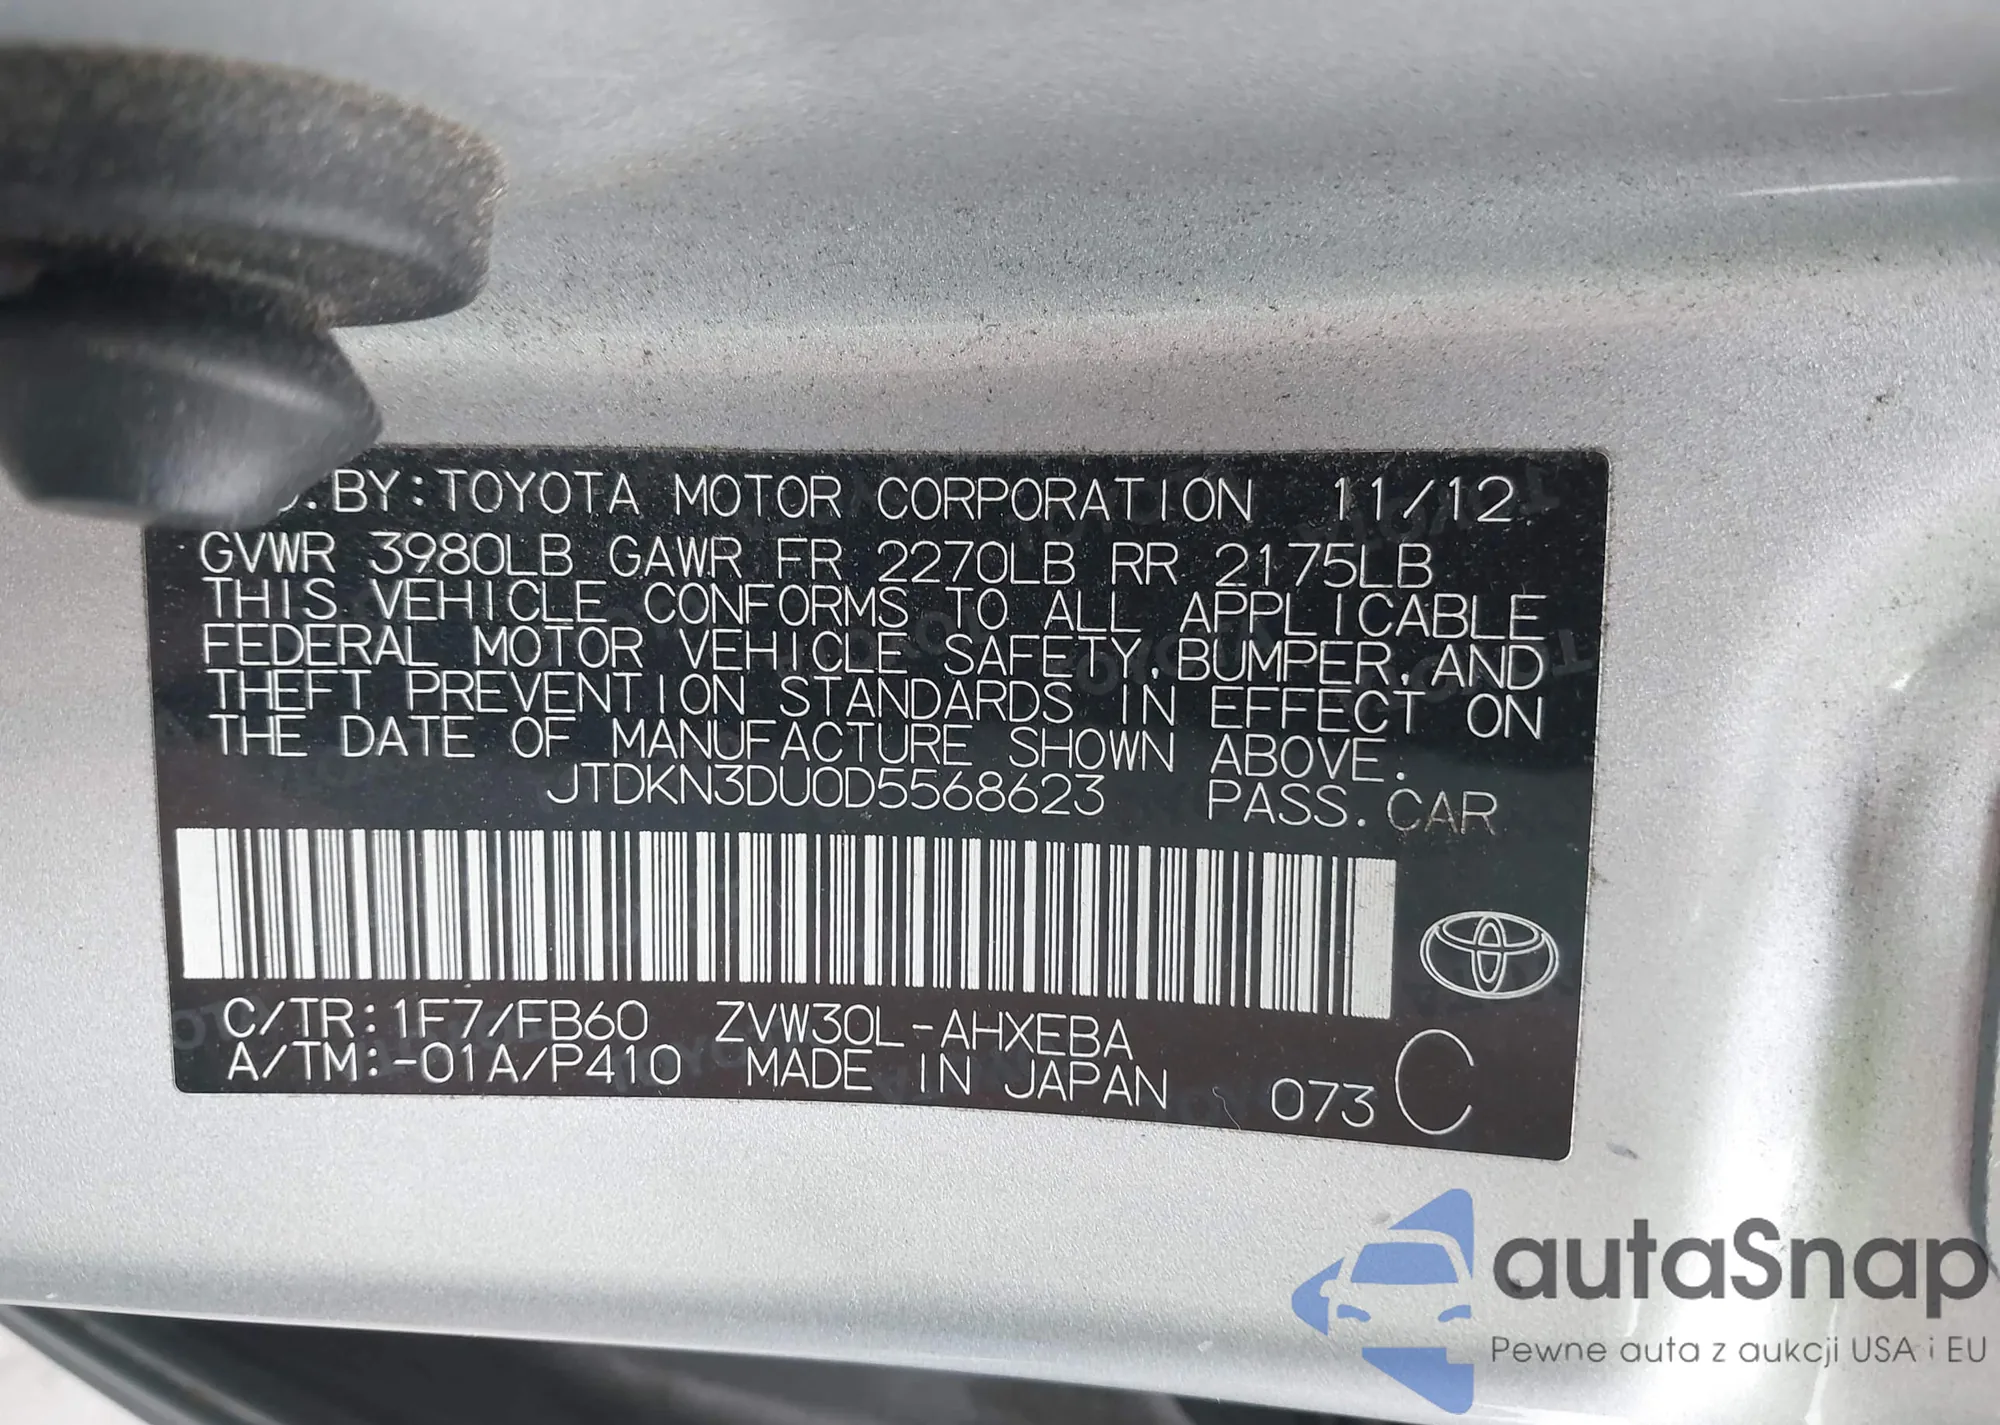 .BY:TOYOTA MOTOR CORPORATION 11/12
GVWR 3980LB GAWR FR 2270LB RR 2175LB
THIS VEHICLE CONFORMS TO ALL APPLICABLE
FEDERAL MOTOR VEHICLE SAFETY,BUMPER,AND
THEFT PREVENTION STANDARDS IN EFFECT ON
THE DATE OF MANUFACTURE SHOWN ABOVE.
JTDKN3DU0D5568623 PASS.CAR
C/TR:1F7/FB60 ZVW30L-AHXEBA
A/TM:-01A/P410 MADE IN JAPAN 073 C
autaSnap
Pewne auta z aukcji USA i EU